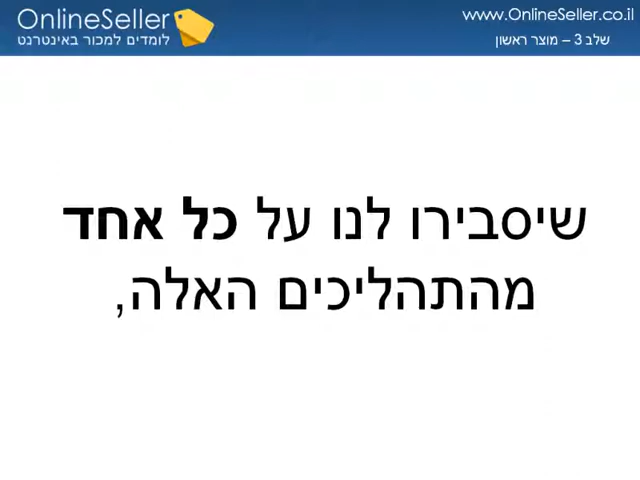 OnlineSeller
לומדים למכור באינטרנט
www.OnlineSeller.co.il
שלב 3 – מוצר ראשון
שיסבירו לנו על כל אחד
מהתהליכים האלה,